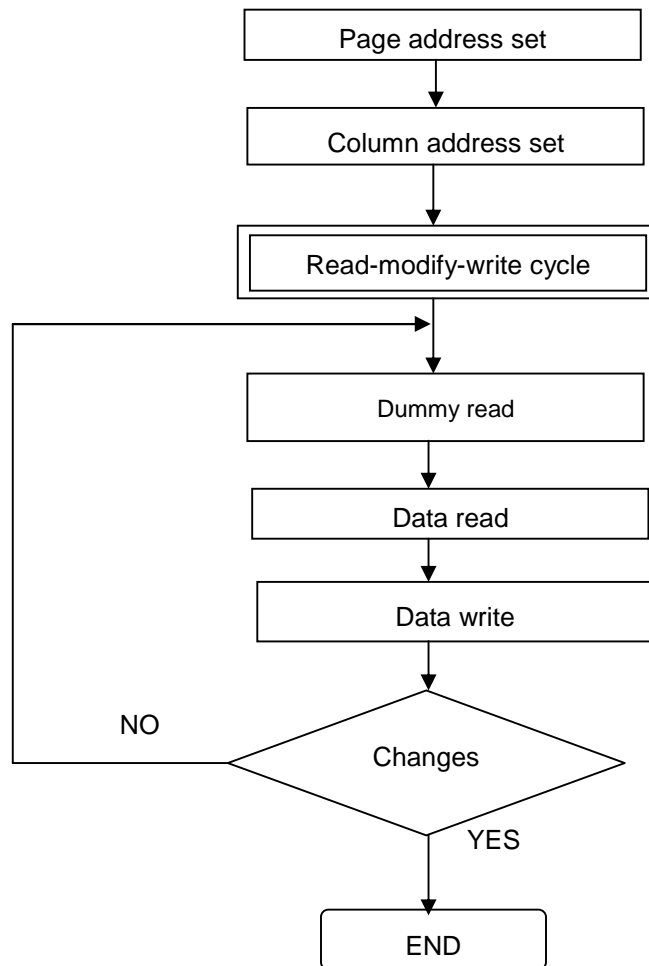 Page address set
Column address set
Read-modify-write cycle
Dummy read
Data read
Data write
NO
Changes
YES
END